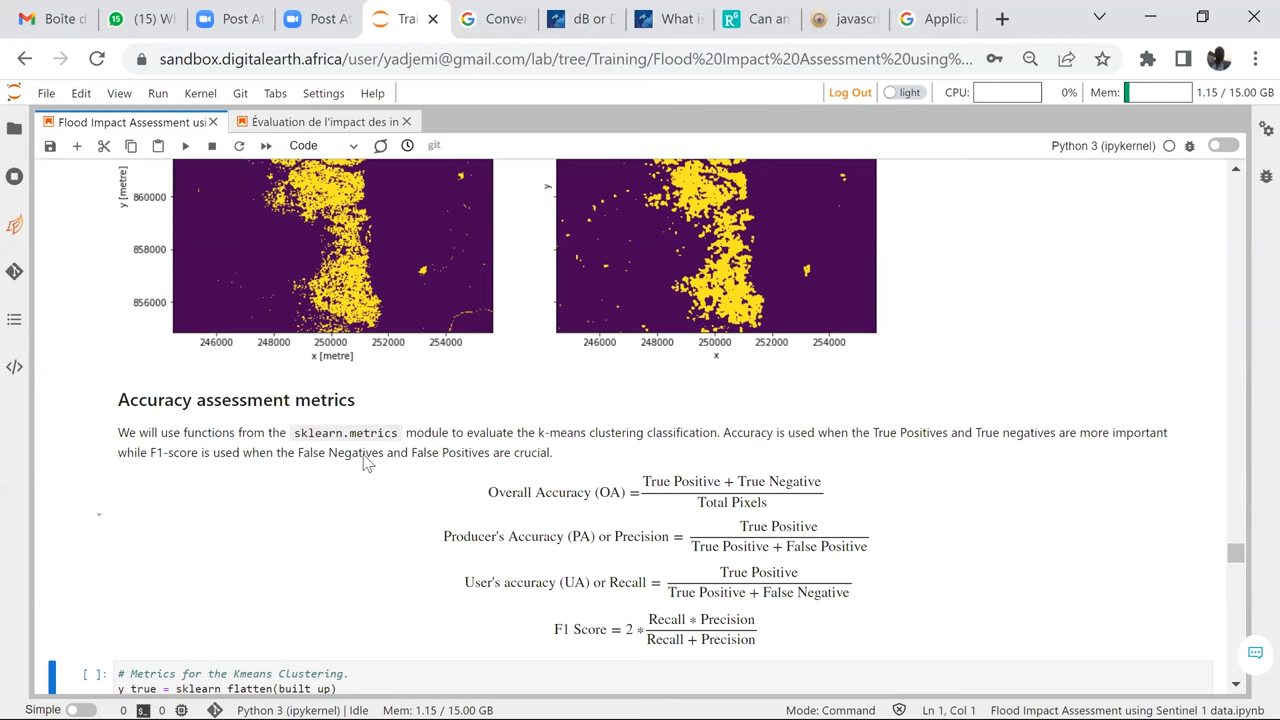 Boîte d
(15) W
Post A
Post A
Trai
Conver
dB or D
What is
Can an
javascr
Applica
sandbox.digitalearth.africa/user/yadjemi@gmail.com/lab/tree/Training/Flood%20Impact%20Assessment%20using%...
File Edit View Run Kernel Git Tabs Settings Help
Log Out light CPU: 0% Mem: 1.15 / 15.00 GB
Flood Impact Assessment usi
Évaluation de l'impact des in
Code git Python 3 (ipykernel)
y [metre]
860000
858000
856000
246000 248000 250000 252000 254000
x [metre]
y
246000 248000 250000 252000 254000
x
Accuracy assessment metrics
We will use functions from the sklearn.metrics module to evaluate the k-means clustering classification. Accuracy is used when the True Positives and True negatives are more important
while F1-score is used when the False Negatives and False Positives are crucial.
Overall Accuracy (OA) = True Positive + True Negative / Total Pixels
Producer's Accuracy (PA) or Precision = True Positive / True Positive + False Positive
User's accuracy (UA) or Recall = True Positive / True Positive + False Negative
F1 Score = 2 * Recall * Precision / Recall + Precision
[ ]: # Metrics for the Kmeans Clustering.
y_true = sklearn_flatten(built_up)
Simple 0 0 Python 3 (ipykernel) | Idle Mem: 1.15 / 15.00 GB Mode: Command Ln 1, Col 1 Flood Impact Assessment using Sentinel 1 data.ipynb